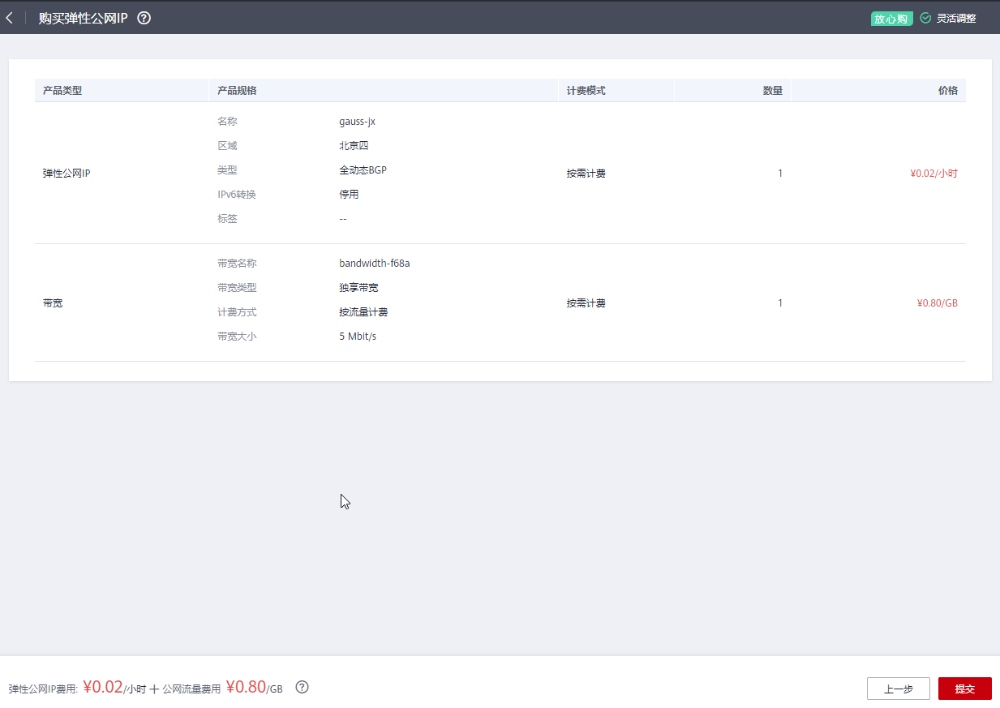 购买弹性公网IP ?
放心购 灵活调整
产品类型 产品规格 计费模式 数量 价格
弹性公网IP
名称 gauss-jx
区域 北京四
类型 全动态BGP
IPv6转换 停用
标签 --
按需计费 1 ¥0.02/小时
带宽
带宽名称 bandwidth-f68a
带宽类型 独享带宽
计费方式 按流量计费
带宽大小 5 Mbit/s
按需计费 1 ¥0.80/GB
弹性公网IP费用: ¥0.02/小时 + 公网流量费用 ¥0.80/GB ?
上一步 提交